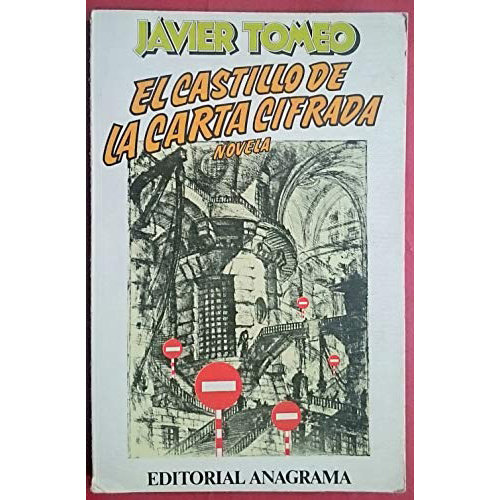 JAVIER TOMEO
EL CASTILLO DE
LA CARTA CIFRADA
NOVELA
EDITORIAL ANAGRAMA